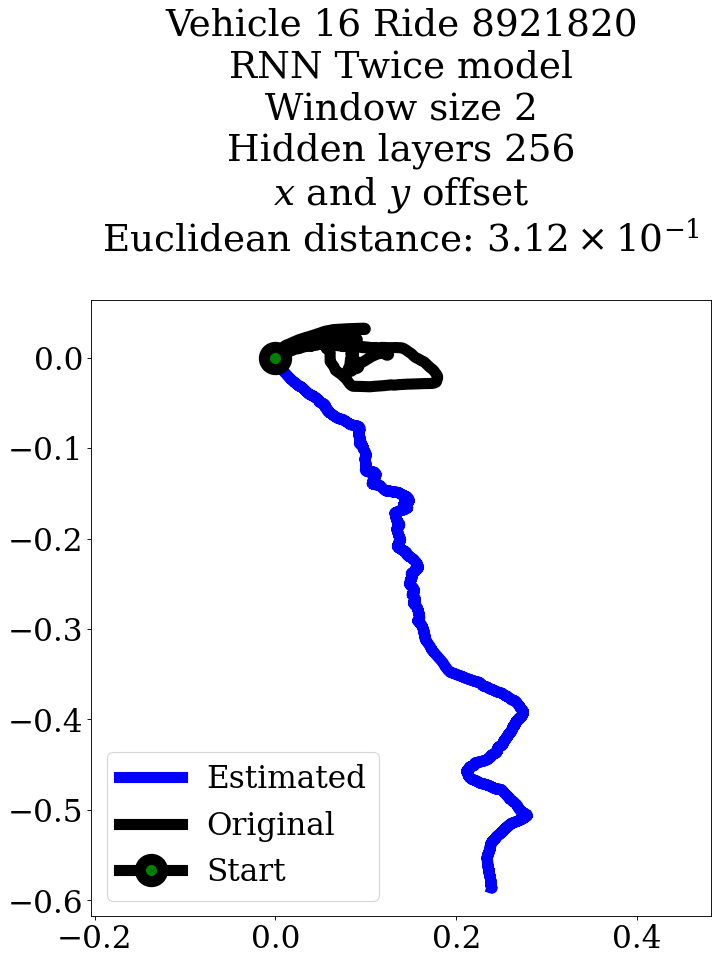 Vehicle 16 Ride 8921820
RNN Twice model
Window size 2
Hidden layers 256
x and y offset
Euclidean distance: 3.12 × 10⁻¹
0.0
−0.1
−0.2
−0.3
−0.4
−0.5
−0.6
Estimated
Original
Start
−0.2 0.0 0.2 0.4